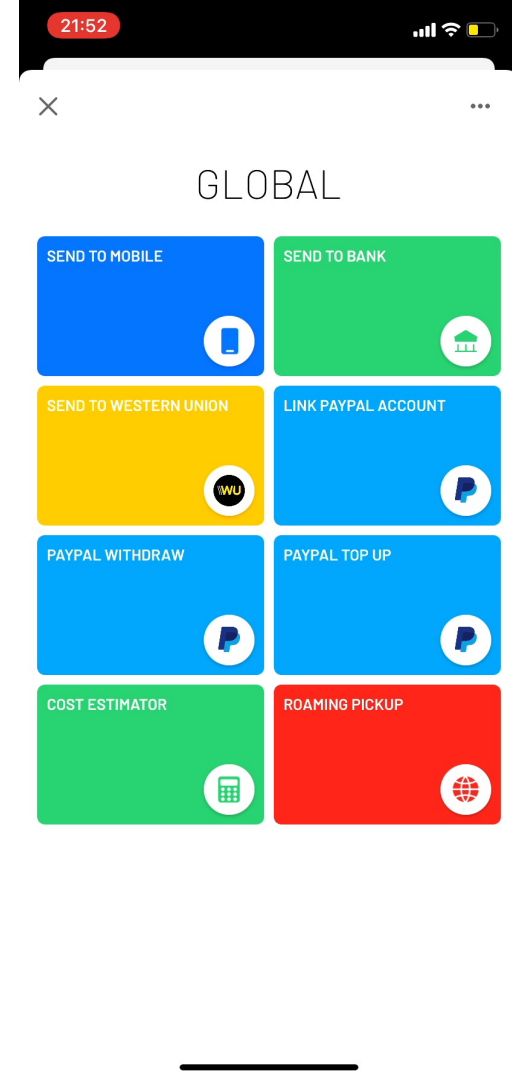 21:52
GLOBAL
SEND TO MOBILE
SEND TO BANK
SEND TO WESTERN UNION
WU
LINK PAYPAL ACCOUNT
PAYPAL WITHDRAW
PAYPAL TOP UP
COST ESTIMATOR
ROAMING PICKUP